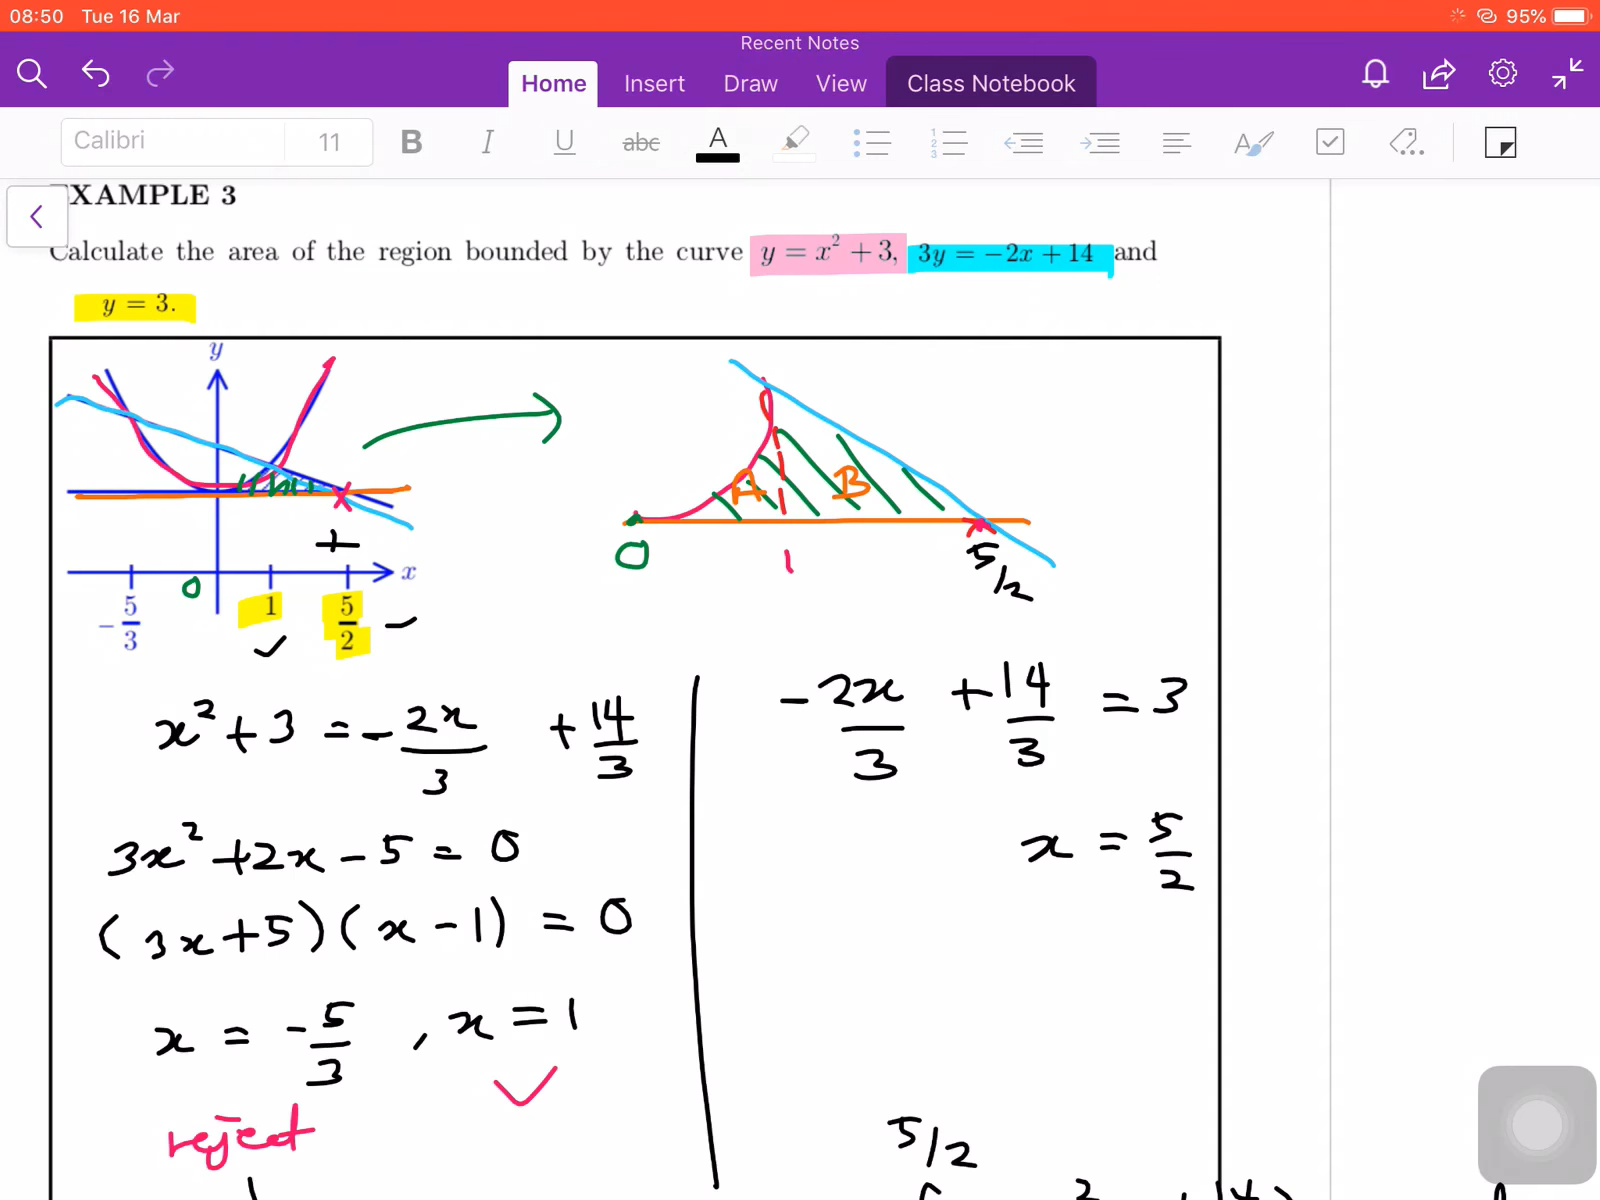 08:50 Tue 16 Mar
95%
Recent Notes
Home Insert Draw View Class Notebook
Calibri 11 B I U abc A
EXAMPLE 3
Calculate the area of the region bounded by the curve y = x² + 3, 3y = −2x + 14 and
y = 3.
y
x
0
−5/3
1
5/2
+
−
A
B
0
1
5/2
x² + 3 = −2x/3 + 14/3
3x² + 2x − 5 = 0
(3x + 5)(x − 1) = 0
x = −5/3, x = 1
reject
−2x/3 + 14/3 = 3
x = 5/2
5/2